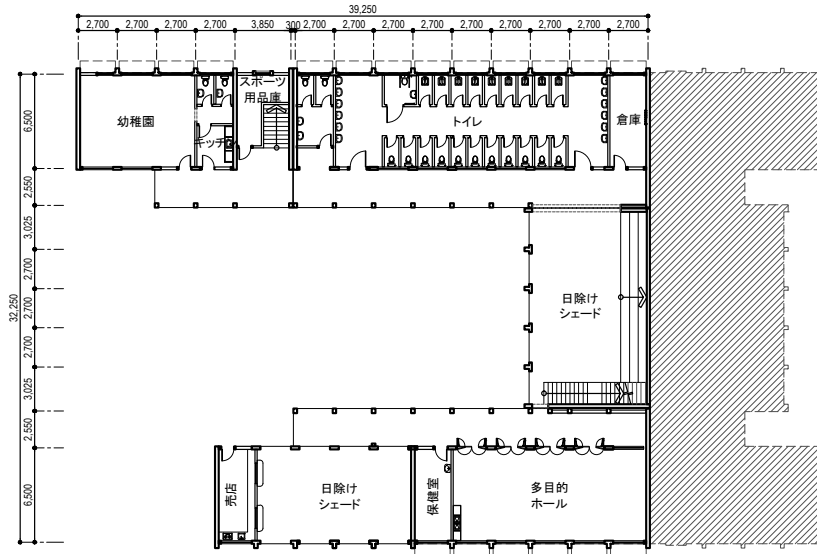 39,250
2,700 2,700 2,700 2,700 3,850 300 2,700 2,700 2,700 2,700 2,700 2,700 2,700 2,700 2,700
32,250
6,500
2,550
3,025
2,700
2,700
2,700
3,025
2,550
6,500
幼稚園
キッチン
スポーツ
用品庫
トイレ
倉庫
日除け
シェード
売店
日除け
シェード
保健室
多目的
ホール